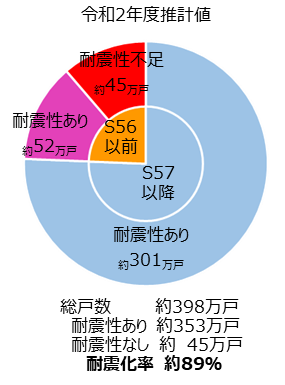 令和2年度推計値
耐震性不足
約45万戸
耐震性あり
約52万戸
S56
以前
S57
以降
耐震性あり
約301万戸
総戸数 約398万戸
耐震性あり 約353万戸
耐震性なし 約 45万戸
耐震化率 約89%